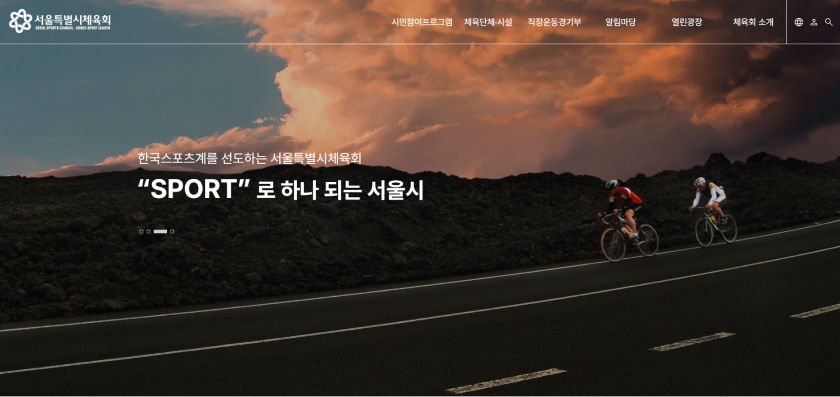 서울특별시체육회
SEOUL SPORTS COUNCIL · KOREA SPORT LEADER
시민참여프로그램 체육단체·시설 직장운동경기부 알림마당 열린광장 체육회 소개
한국스포츠계를 선도하는 서울특별시체육회
“SPORT” 로 하나 되는 서울시